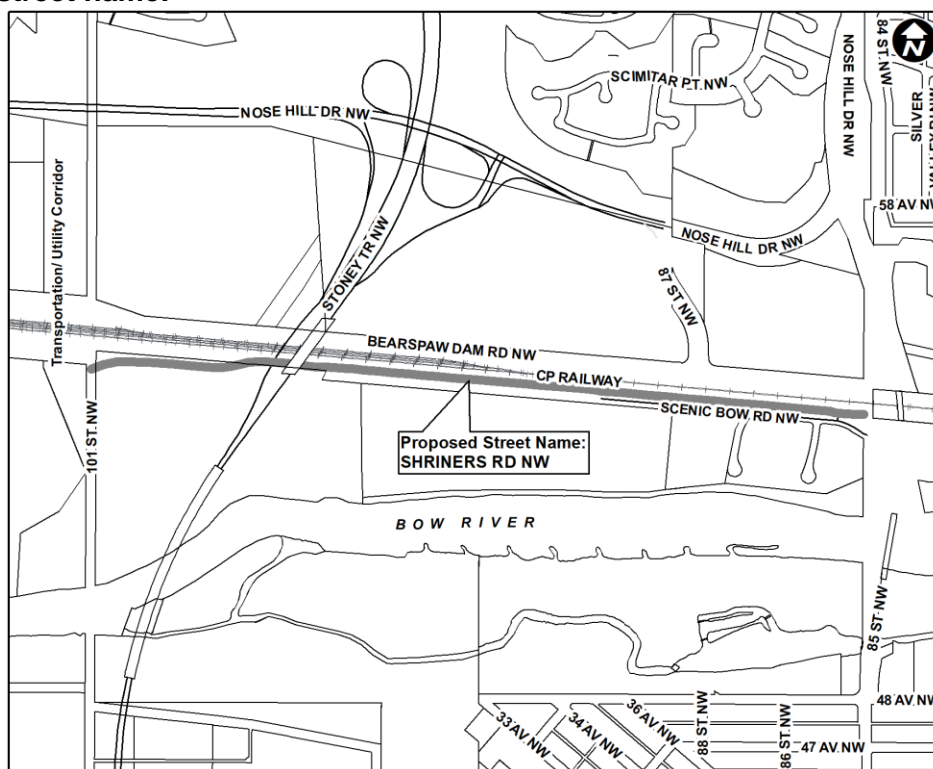 street name.
NOSE HILL DR NW
84 ST NW
N
SCIMITAR PT NW
SILVER
VALLEY
NOSE HILL DR NW
58 AV NW
Transportation/ Utility Corridor
STONEY TR NW
NOSE HILL DR NW
87 ST NW
BEARSPAW DAM RD NW
CP RAILWAY
SCENIC BOW RD NW
101 ST NW
Proposed Street Name:
SHRINERS RD NW
BOW RIVER
85 ST NW
33 AV NW
34 AV NW
36 AV NW
88 ST NW
86 ST NW
48 AV NW
47 AV NW